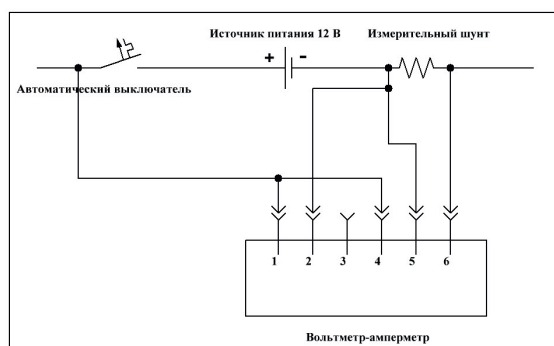 Источник питания 12 В
Измерительный шунт
+ -
Автоматический выключатель
1 2 3 4 5 6
Вольтметр-амперметр